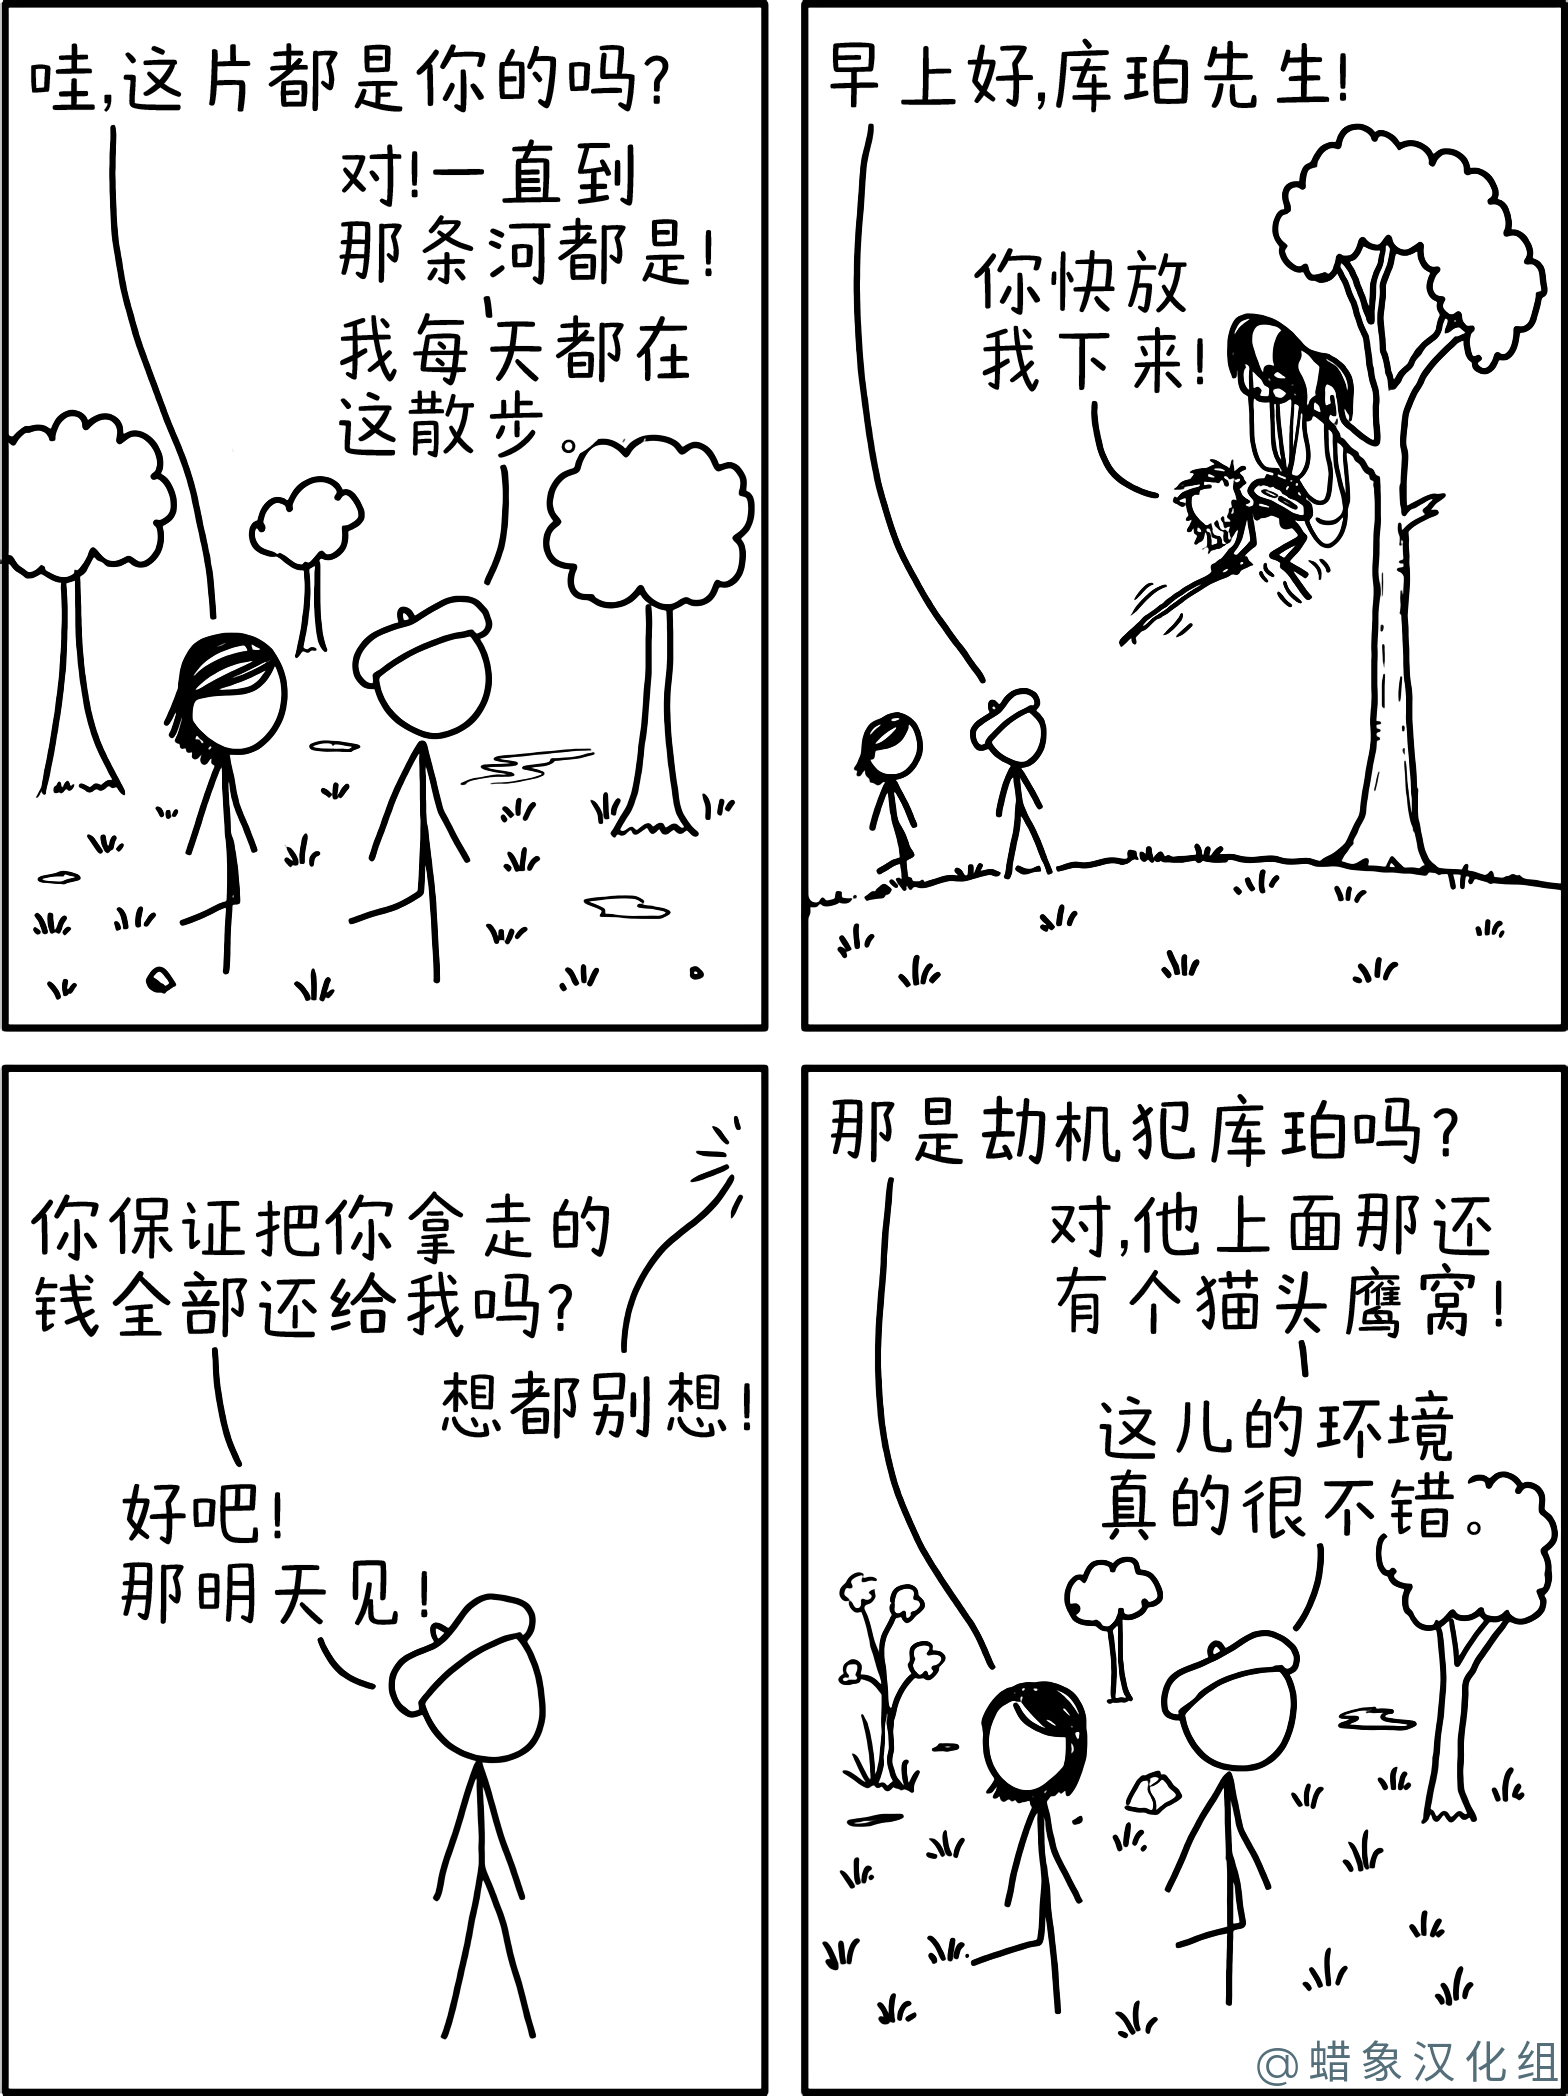 哇,这片都是你的吗?
对!一直到
那条河都是!
我每天都在
这散步。
早上好,库珀先生!
你快放
我下来!
你保证把你拿走的
钱全部还给我吗?
想都别想!
好吧!
那明天见!
那是劫机犯库珀吗?
对,他上面那还
有个猫头鹰窝!
这儿的环境
真的很不错。
@蜡象汉化组